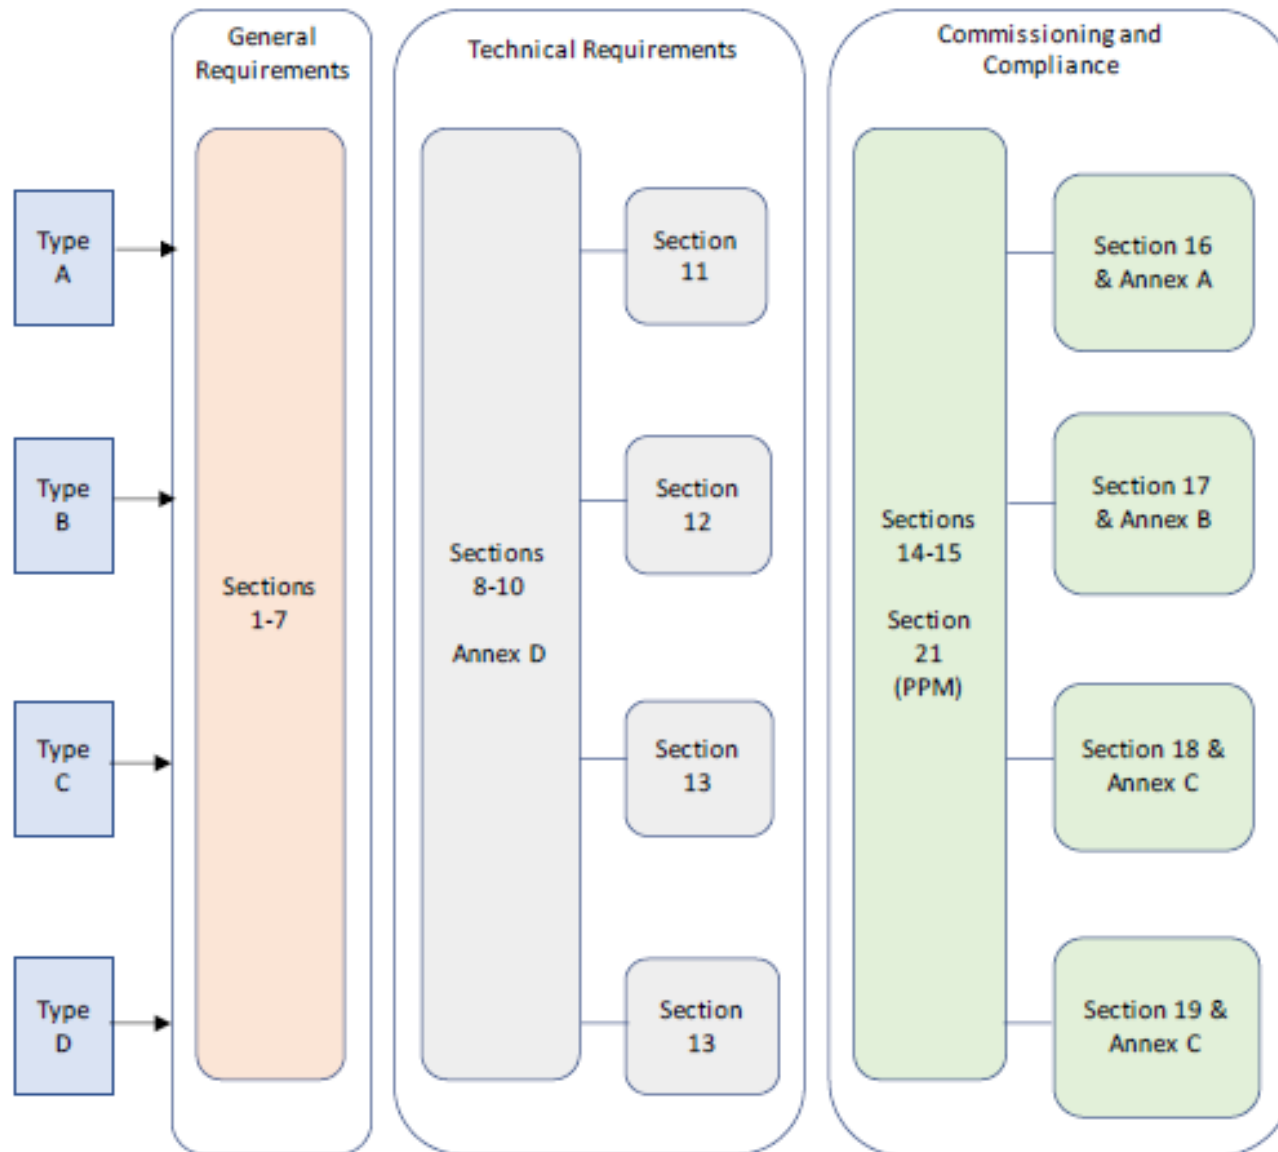 General
Requirements
Technical Requirements
Commissioning and
Compliance
Type
A
Type
B
Type
C
Type
D
Sections
1-7
Sections
8-10
Annex D
Section
11
Section
12
Section
13
Section
13
Sections
14-15
Section
21
(PPM)
Section 16
& Annex A
Section 17
& Annex B
Section 18 &
Annex C
Section 19 &
Annex C